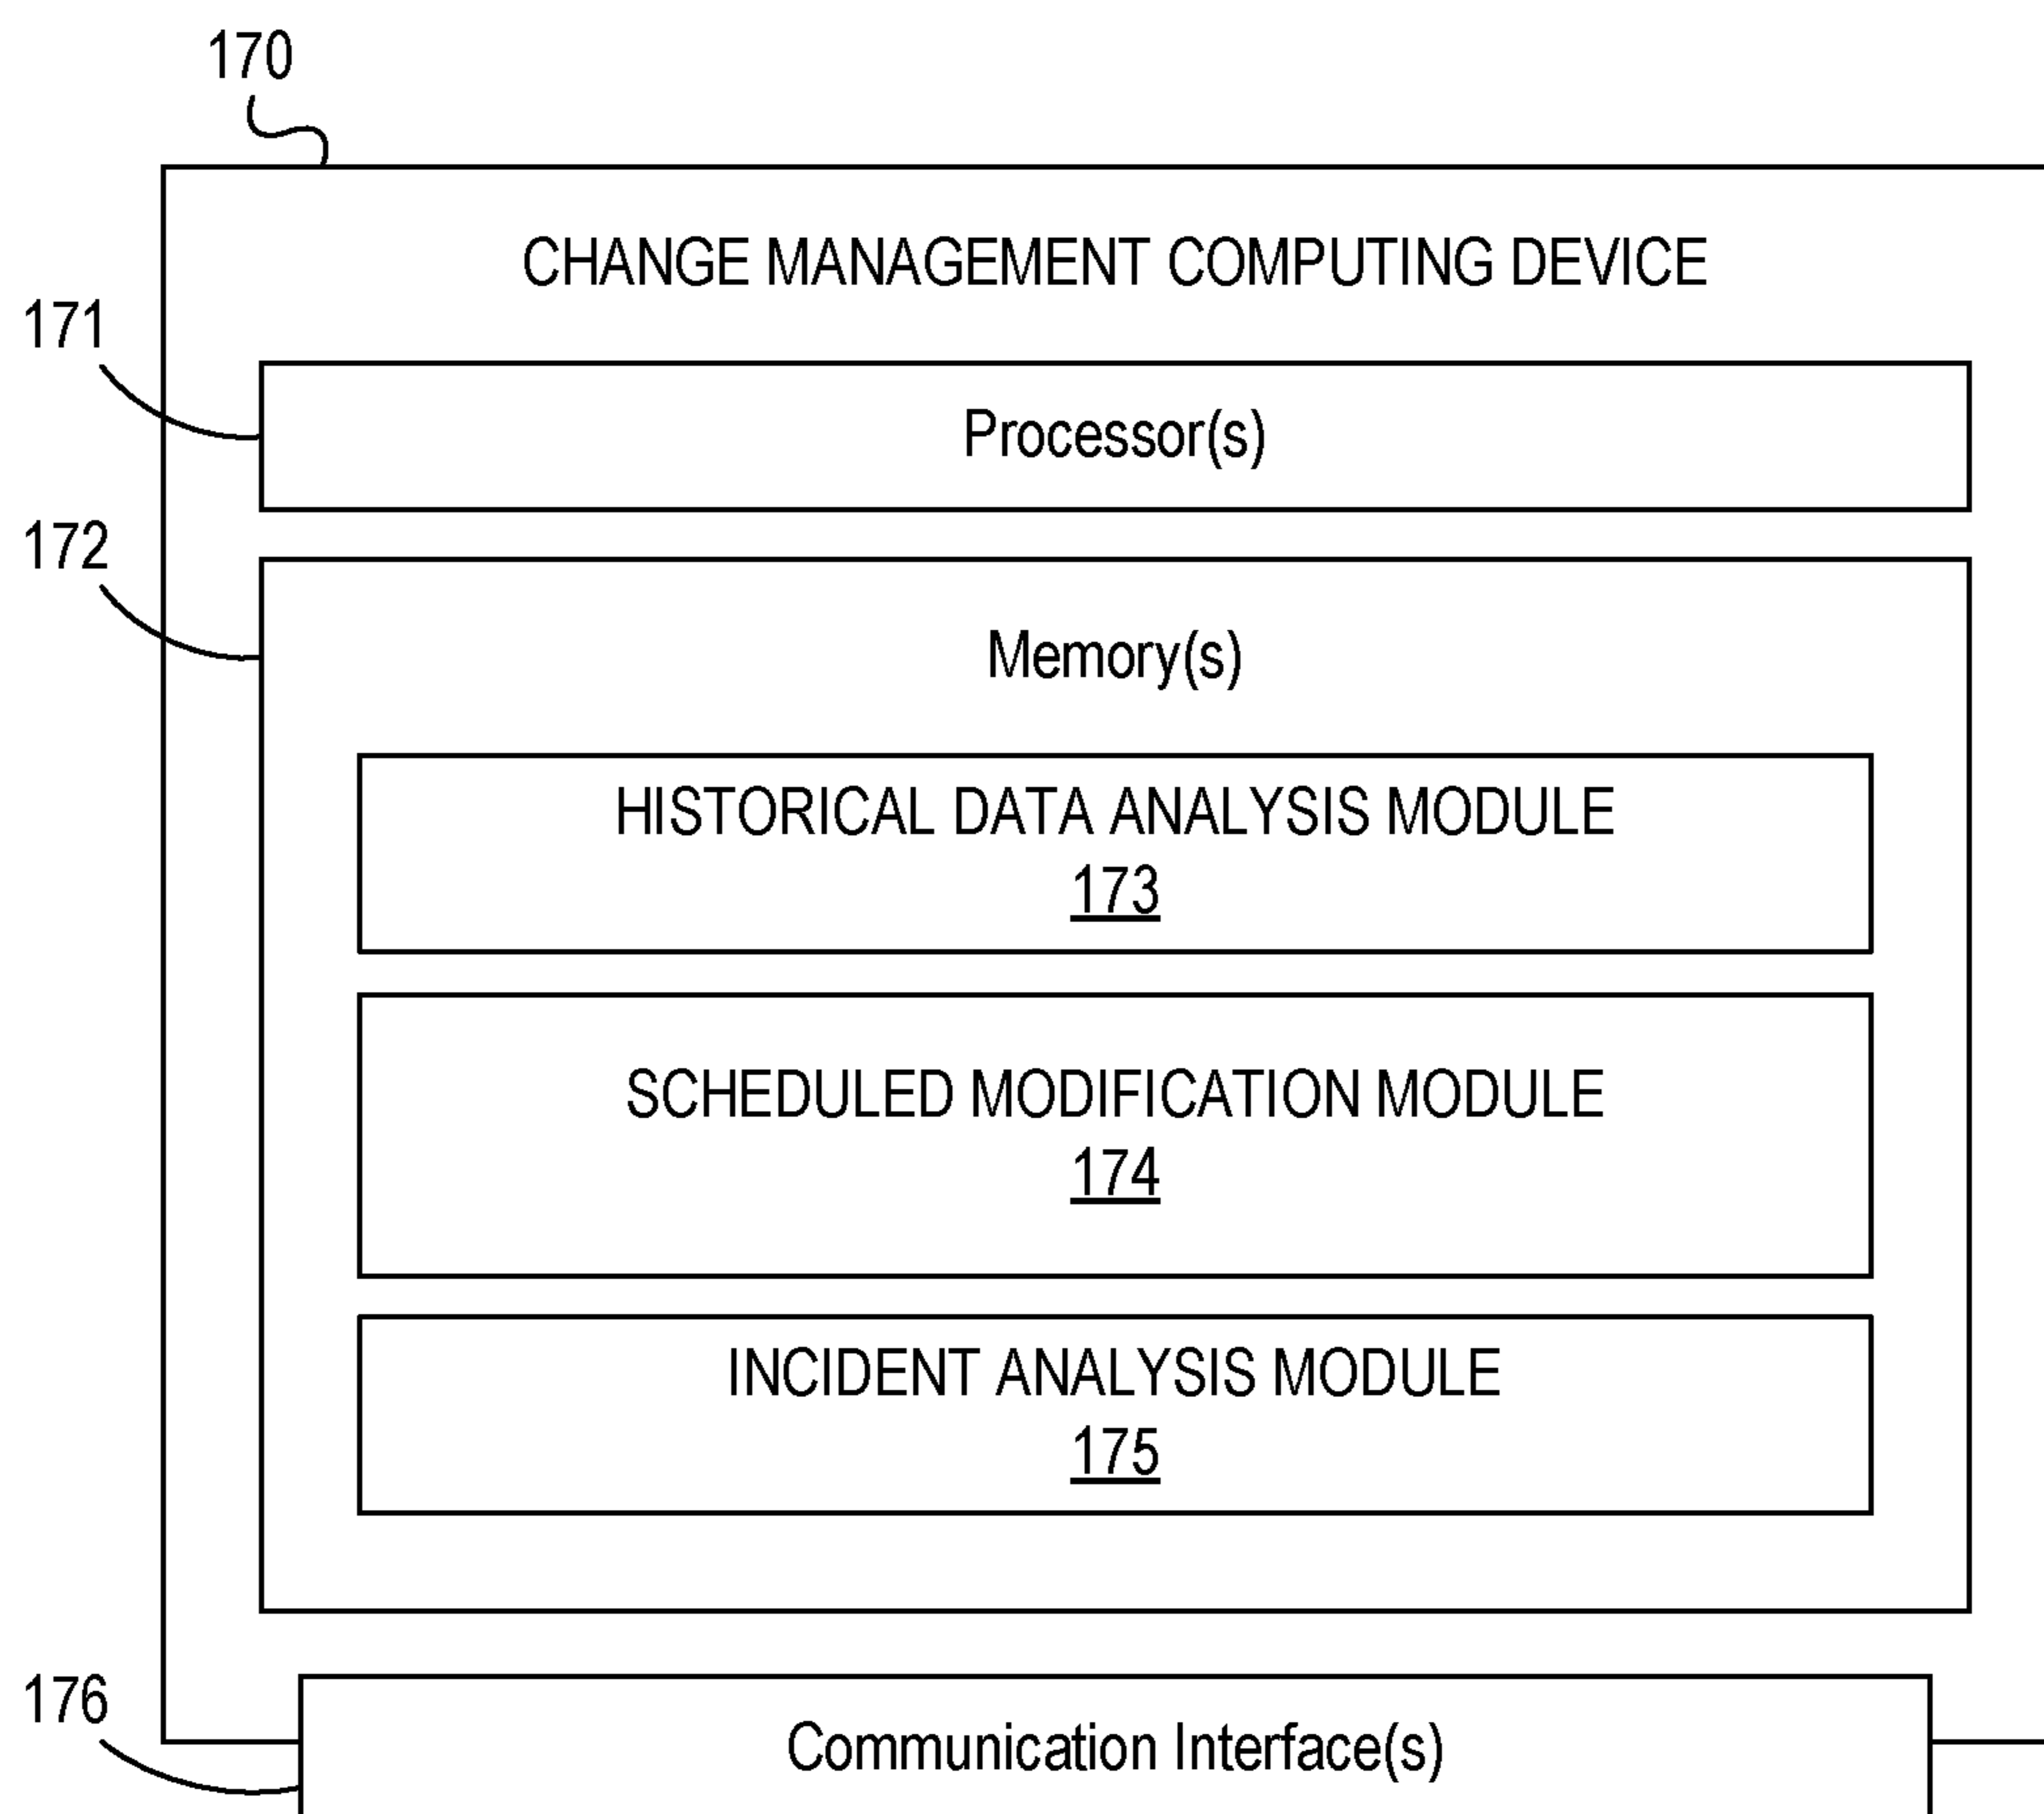 170
CHANGE MANAGEMENT COMPUTING DEVICE
171
Processor(s)
172
Memory(s)
HISTORICAL DATA ANALYSIS MODULE
173
SCHEDULED MODIFICATION MODULE
174
INCIDENT ANALYSIS MODULE
175
176
Communication Interface(s)